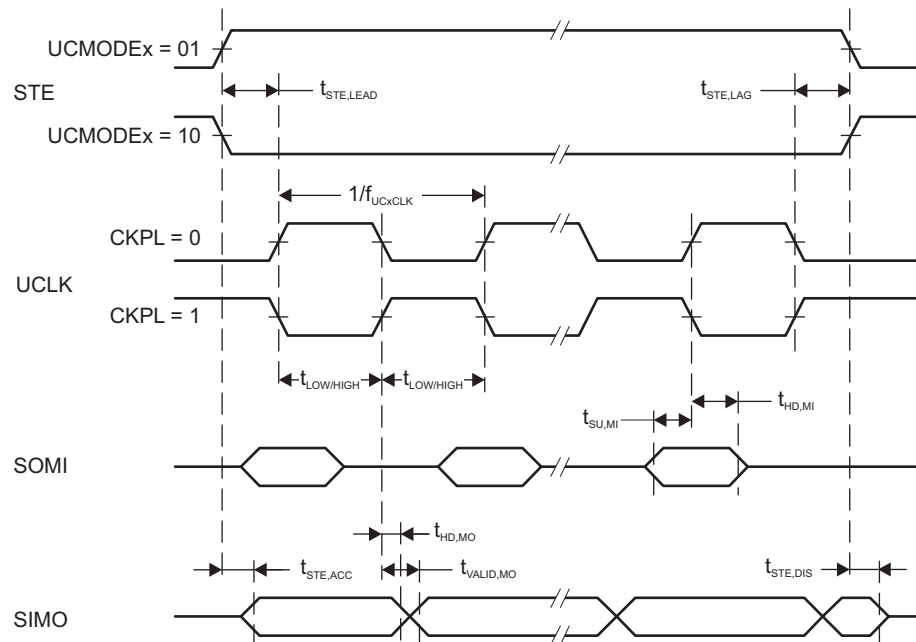 UCMODEx = 01
STE
t_STE,LEAD
t_STE,LAG
UCMODEx = 10
1/f_UCxCLK
CKPL = 0
UCLK
CKPL = 1
t_LOW/HIGH
t_LOW/HIGH
t_SU,MI
t_HD,MI
SOMI
t_HD,MO
t_STE,ACC
t_VALID,MO
t_STE,DIS
SIMO